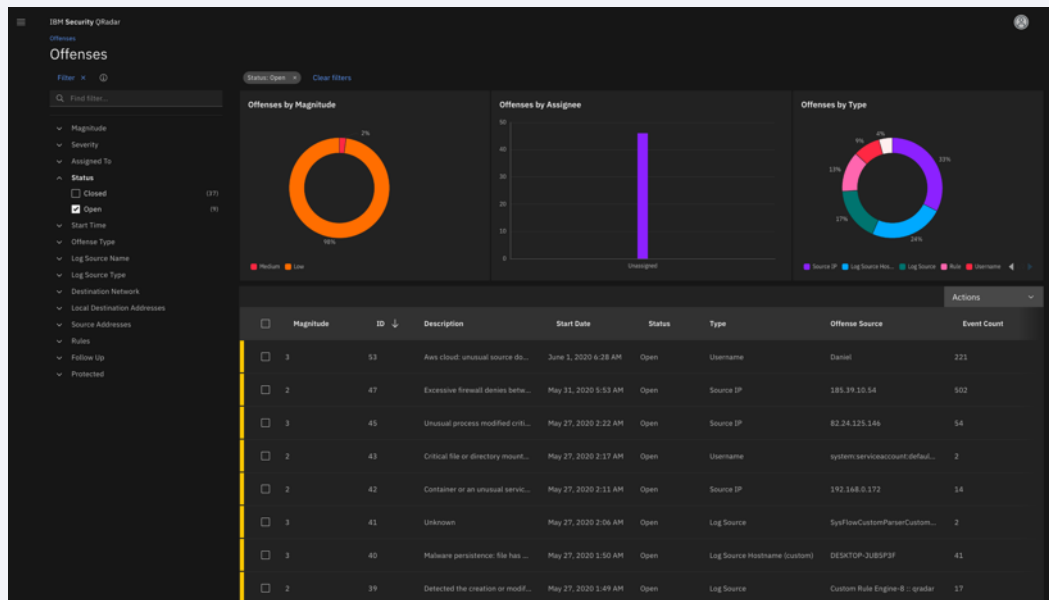 IBM Security QRadar
Offenses
Offenses
Filter ×
Find filter...
Magnitude
Severity
Assigned To
Status
Closed (37)
Open (9)
Start Time
Offense Type
Log Source Name
Log Source Type
Destination Network
Local Destination Addresses
Source Addresses
Rules
Follow Up
Protected
Status: Open ×
Clear filters
Offenses by Magnitude
2%
98%
Medium Low
Offenses by Assignee
50
40
30
20
10
0
Unassigned
Offenses by Type
4%
9%
33%
13%
17%
24%
Source IP Log Source Hos... Log Source Rule Username
Actions
Magnitude ID Description Start Date Status Type Offense Source Event Count
3 53 Aws cloud: unusual source do... June 1, 2020 6:28 AM Open Username Daniel 221
2 47 Excessive firewall denies betw... May 31, 2020 5:53 AM Open Source IP 185.39.10.54 502
3 45 Unusual process modified criti... May 27, 2020 2:22 AM Open Source IP 82.24.125.146 54
2 43 Critical file or directory mount... May 27, 2020 2:17 AM Open Username system:serviceaccount:defaul... 2
2 42 Container or an unusual servic... May 27, 2020 2:11 AM Open Source IP 192.168.0.172 14
3 41 Unknown May 27, 2020 2:06 AM Open Log Source SysFlowCustomParserCustom... 2
3 40 Malware persistence: file has ... May 27, 2020 1:50 AM Open Log Source Hostname (custom) DESKTOP-JUB5P3F 41
2 39 Detected the creation or modif... May 27, 2020 1:49 AM Open Log Source Custom Rule Engine-8 :: qradar 17